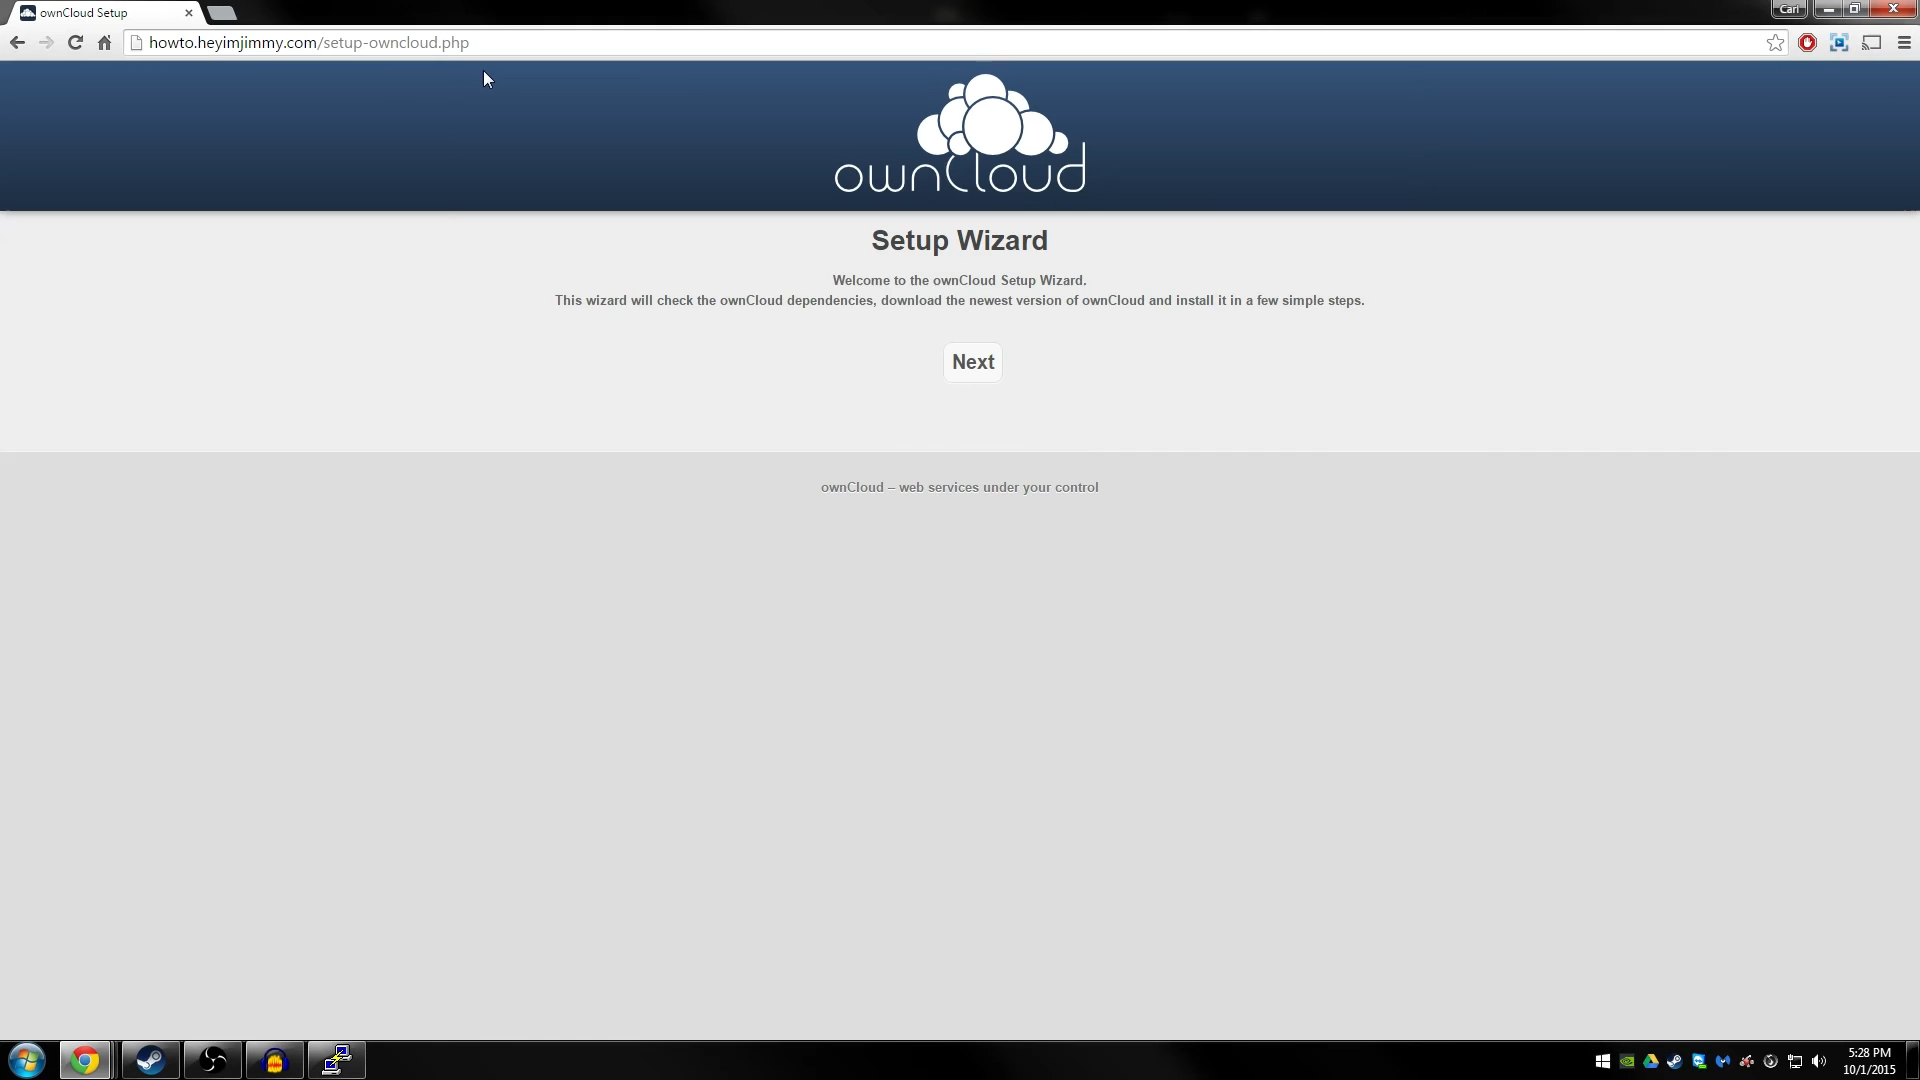 ownCloud Setup
Carl
howto.heyimjimmy.com/setup-owncloud.php
ownCloud
Setup Wizard
Welcome to the ownCloud Setup Wizard.
This wizard will check the ownCloud dependencies, download the newest version of ownCloud and install it in a few simple steps.
Next
ownCloud – web services under your control
5:28 PM
10/1/2015